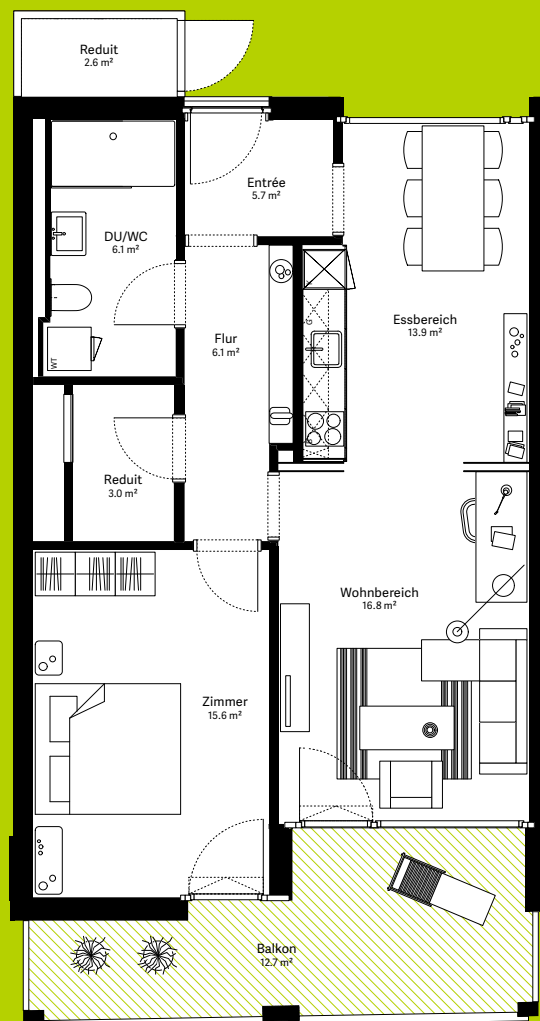 Reduit
2.6 m²
Entrée
5.7 m²
DU/WC
6.1 m²
Essbereich
13.9 m²
Flur
6.1 m²
WT
Reduit
3.0 m²
Wohnbereich
16.8 m²
Zimmer
15.6 m²
Balkon
12.7 m²